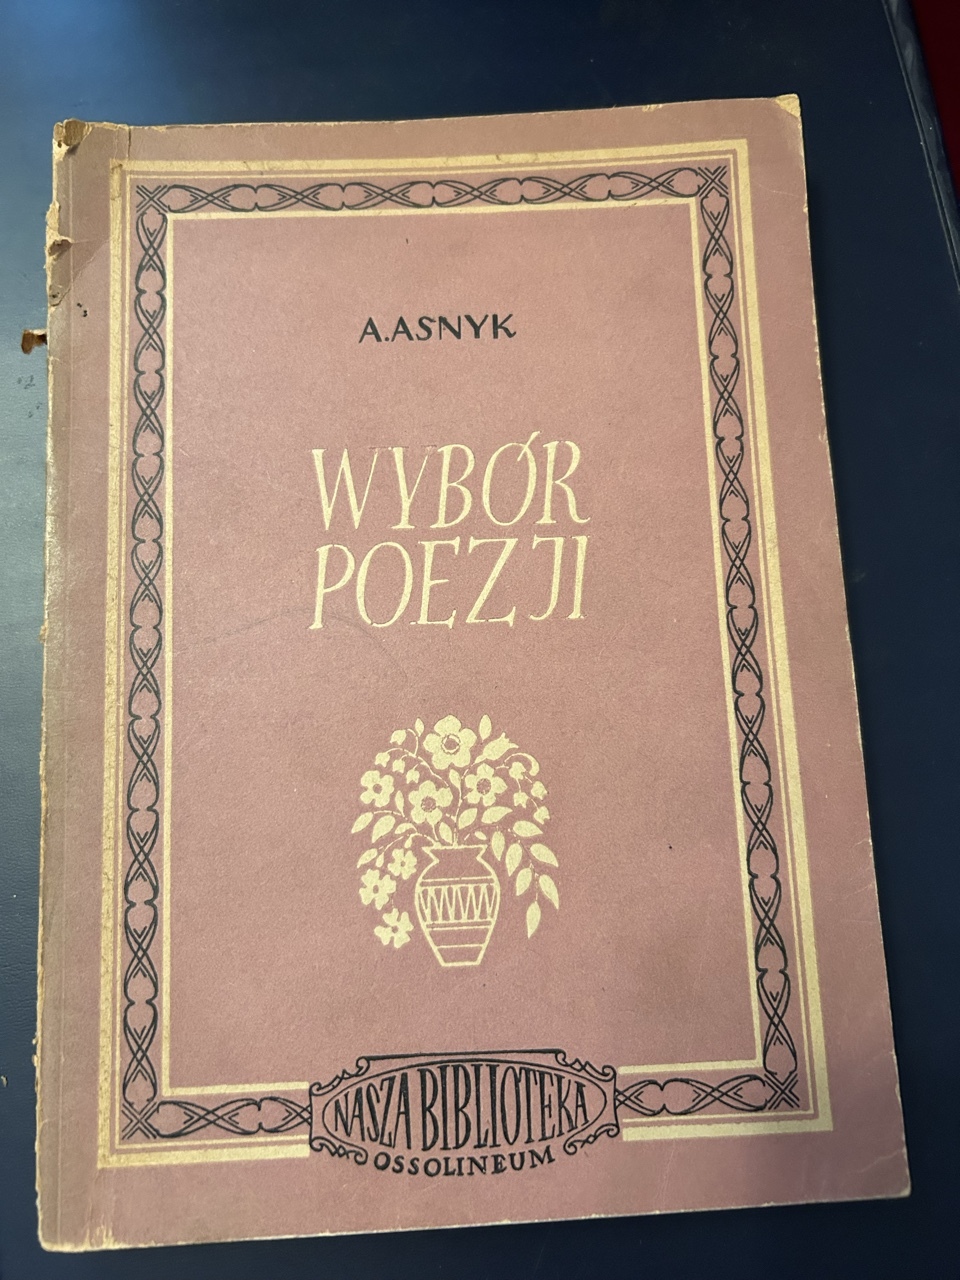 A. ASNYK
WYBÓR
POEZJI
NASZA BIBLIOTEKA
OSSOLINEUM